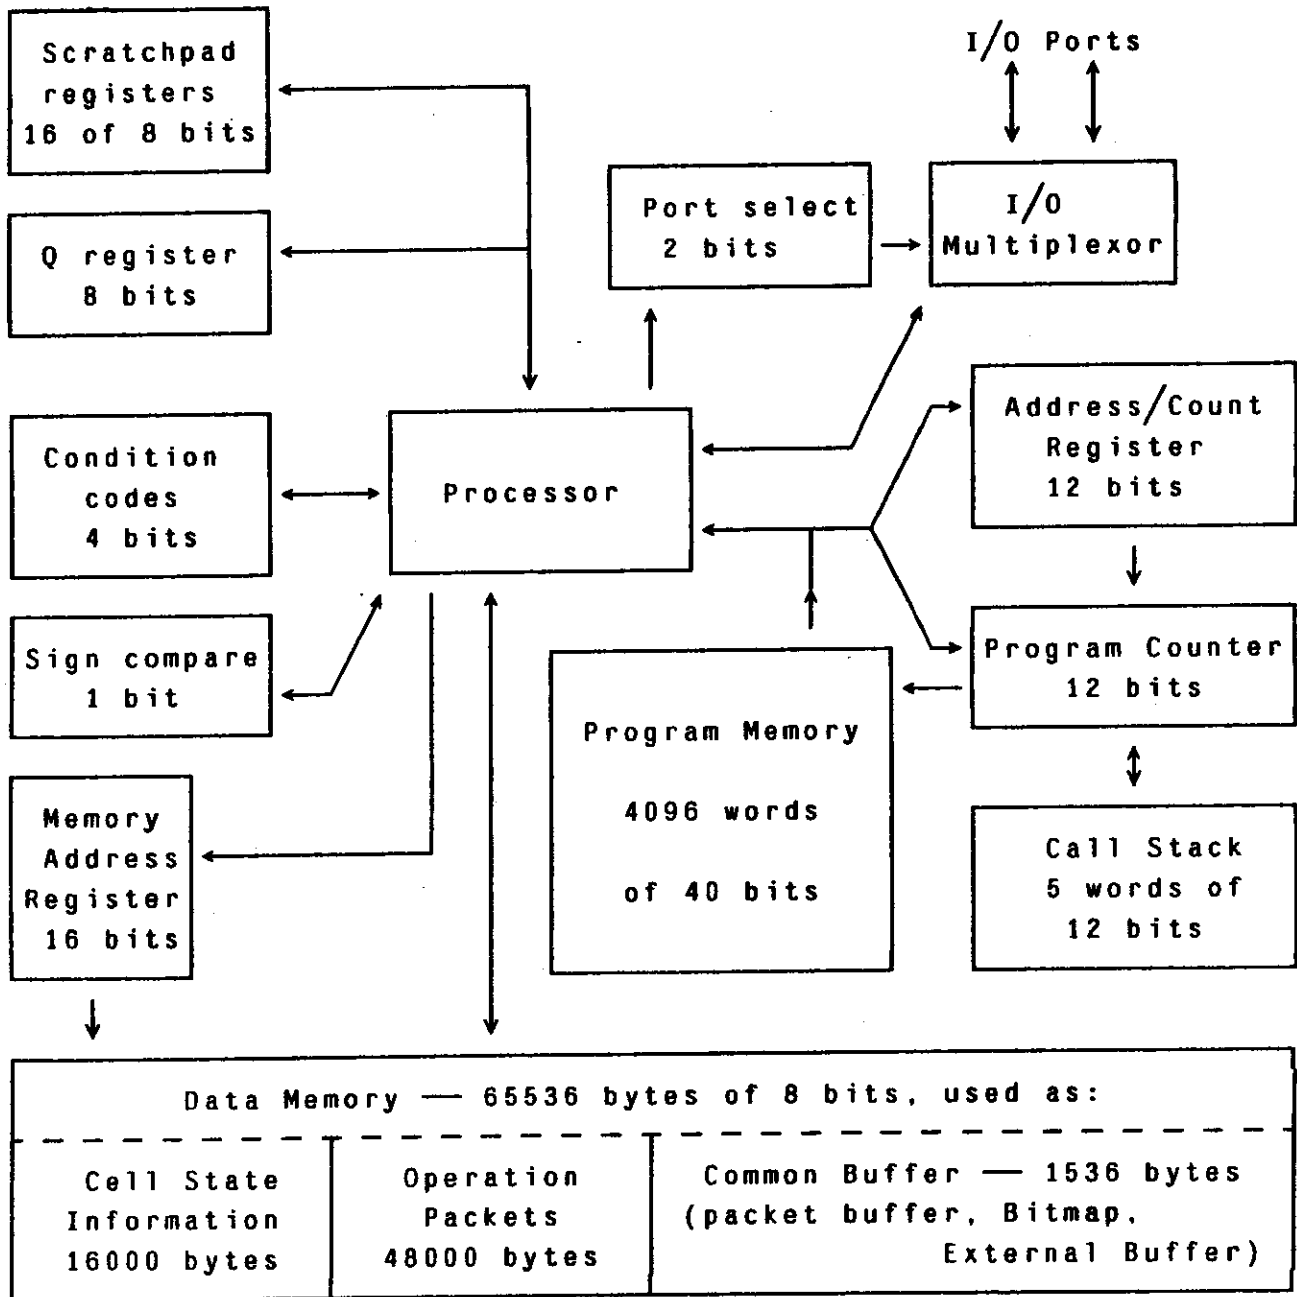 Scratchpad
registers
16 of 8 bits
I/O Ports
Port select
2 bits
I/O
Multiplexor
Q register
8 bits
Condition
codes
4 bits
Processor
Address/Count
Register
12 bits
Sign compare
1 bit
Program Counter
12 bits
Program Memory
4096 words
of 40 bits
Memory
Address
Register
16 bits
Call Stack
5 words of
12 bits
Data Memory — 65536 bytes of 8 bits, used as:
Cell State
Information
16000 bytes
Operation
Packets
48000 bytes
Common Buffer — 1536 bytes
(packet buffer, Bitmap,
External Buffer)